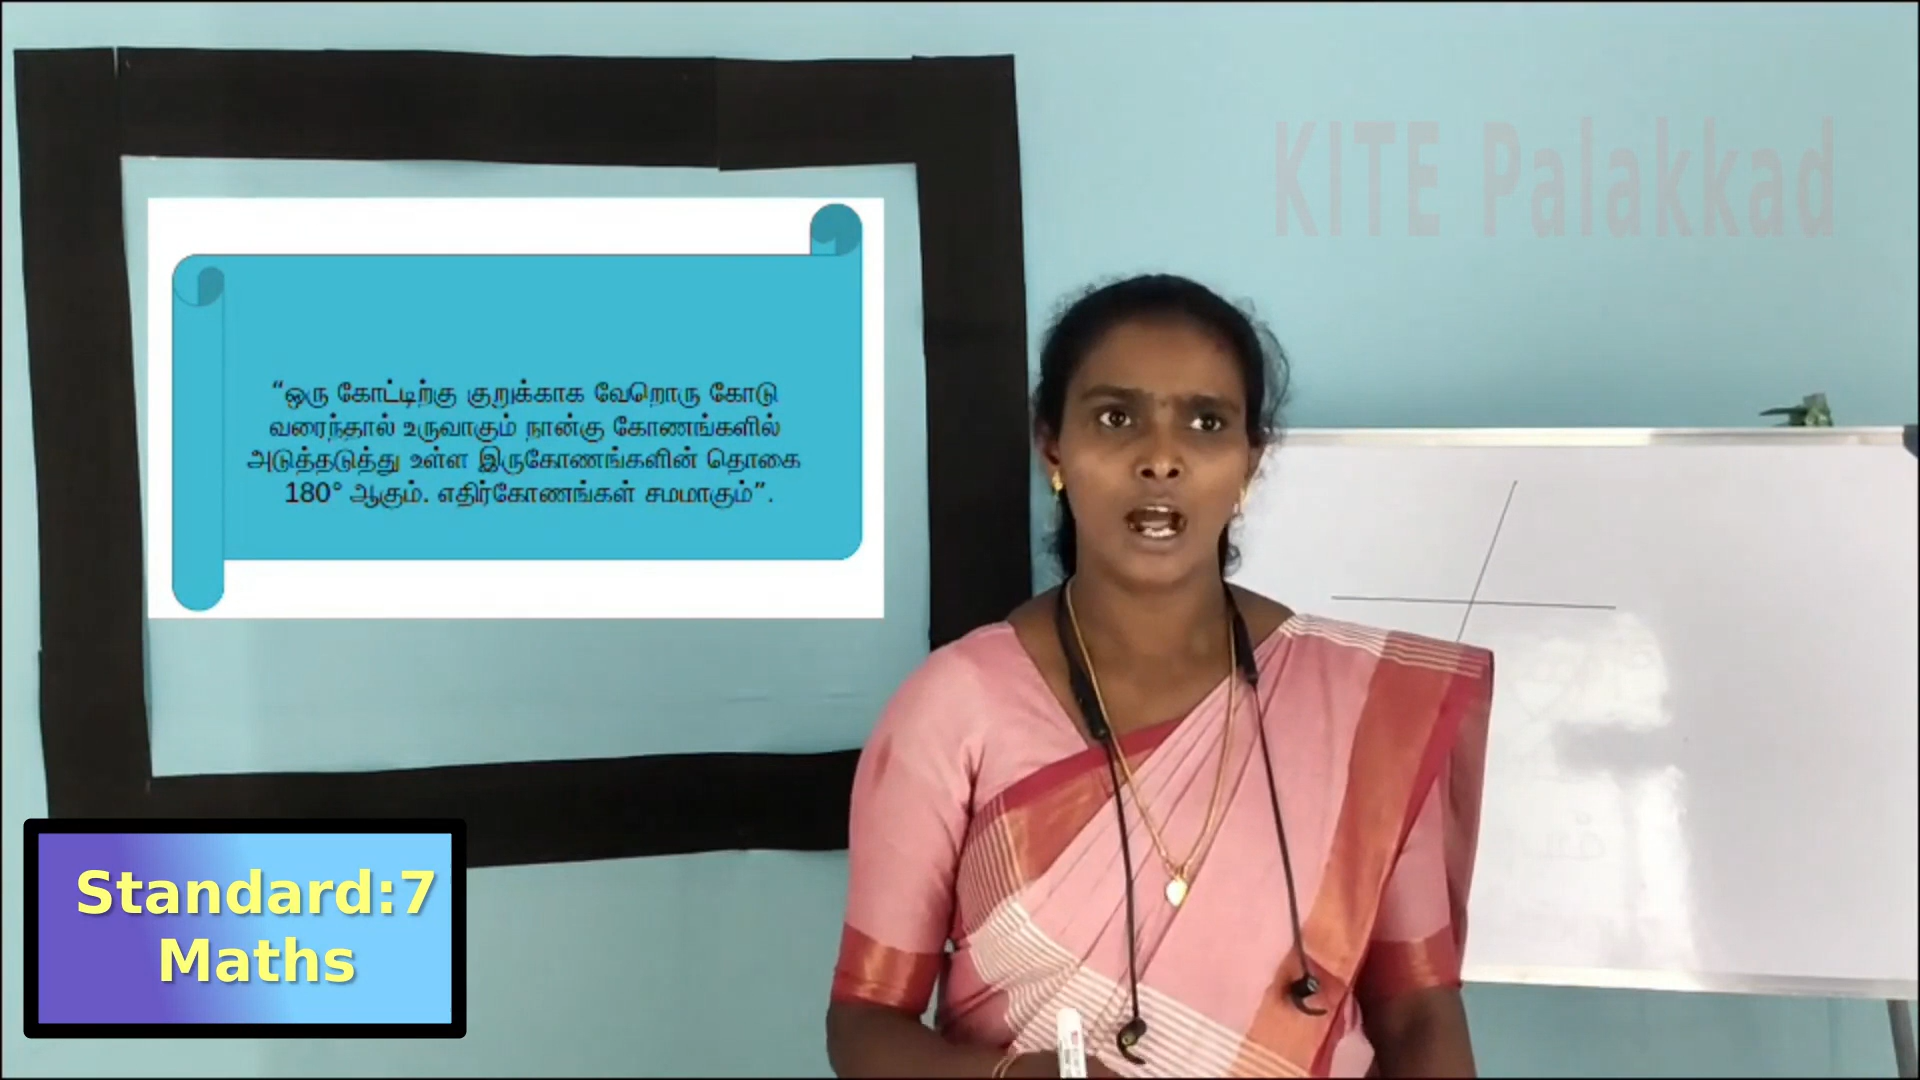 KITE Palakkad
“ஒரு கோட்டிற்கு குறுக்காக வேறொரு கோடு
வரைந்தால் உருவாகும் நான்கு கோணங்களில்
அடுத்தடுத்து உள்ள இருகோணங்களின் தொகை
180° ஆகும். எதிர்கோணங்கள் சமமாகும்”.
Standard:7
Maths